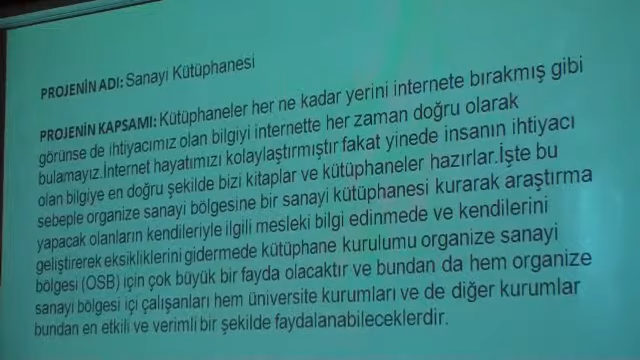 PROJENİN ADI: Sanayi Kütüphanesi
PROJENİN KAPSAMI: Kütüphaneler her ne kadar yerini internete bırakmış gibi
görünse de ihtiyacımız olan bilgiyi internette her zaman doğru olarak
bulamayız.İnternet hayatımızı kolaylaştırmıştır fakat yinede insanın ihtiyacı
olan bilgiye en doğru şekilde bizi kitaplar ve kütüphaneler hazırlar.İşte bu
sebeple organize sanayi bölgesine bir sanayi kütüphanesi kurarak araştırma
yapacak olanların kendileriyle ilgili mesleki bilgi edinmede ve kendilerini
geliştirerek eksikliklerini gidermede kütüphane kurulumu organize sanayi
bölgesi (OSB) için çok büyük bir fayda olacaktır ve bundan da hem organize
sanayi bölgesi içi çalışanları hem üniversite kurumları ve de diğer kurumlar
bundan en etkili ve verimli bir şekilde faydalanabileceklerdir.